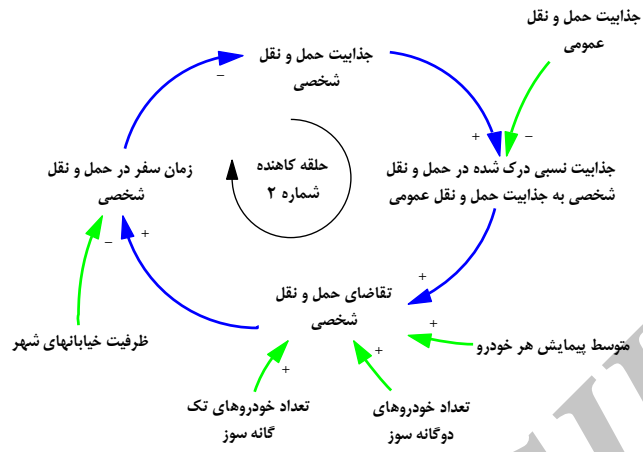 جذابیت حمل و نقل
عمومی
جذابیت حمل و نقل
شخصی
−
+
−
جذابیت نسبی درک شده در حمل و نقل
شخصی به جذابیت حمل و نقل عمومی
حلقه کاهنده
شماره ۲
زمان سفر در حمل و نقل
شخصی
+
−
+
تقاضای حمل و نقل
شخصی
+
متوسط پیمایش هر خودرو
ظرفیت خیابانهای شهر
+
+
تعداد خودروهای
دوگانه سوز
تعداد خودروهای تک
گانه سوز